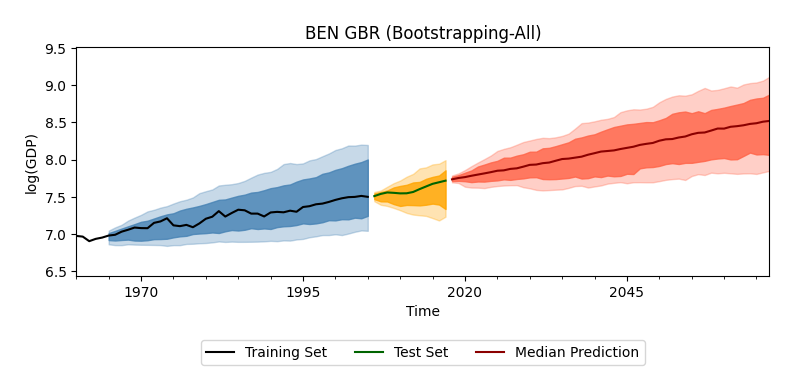 BEN GBR (Bootstrapping-All)
9.5
9.0
8.5
8.0
7.5
7.0
6.5
log(GDP)
1970 1995 2020 2045
Time
Training Set Test Set Median Prediction